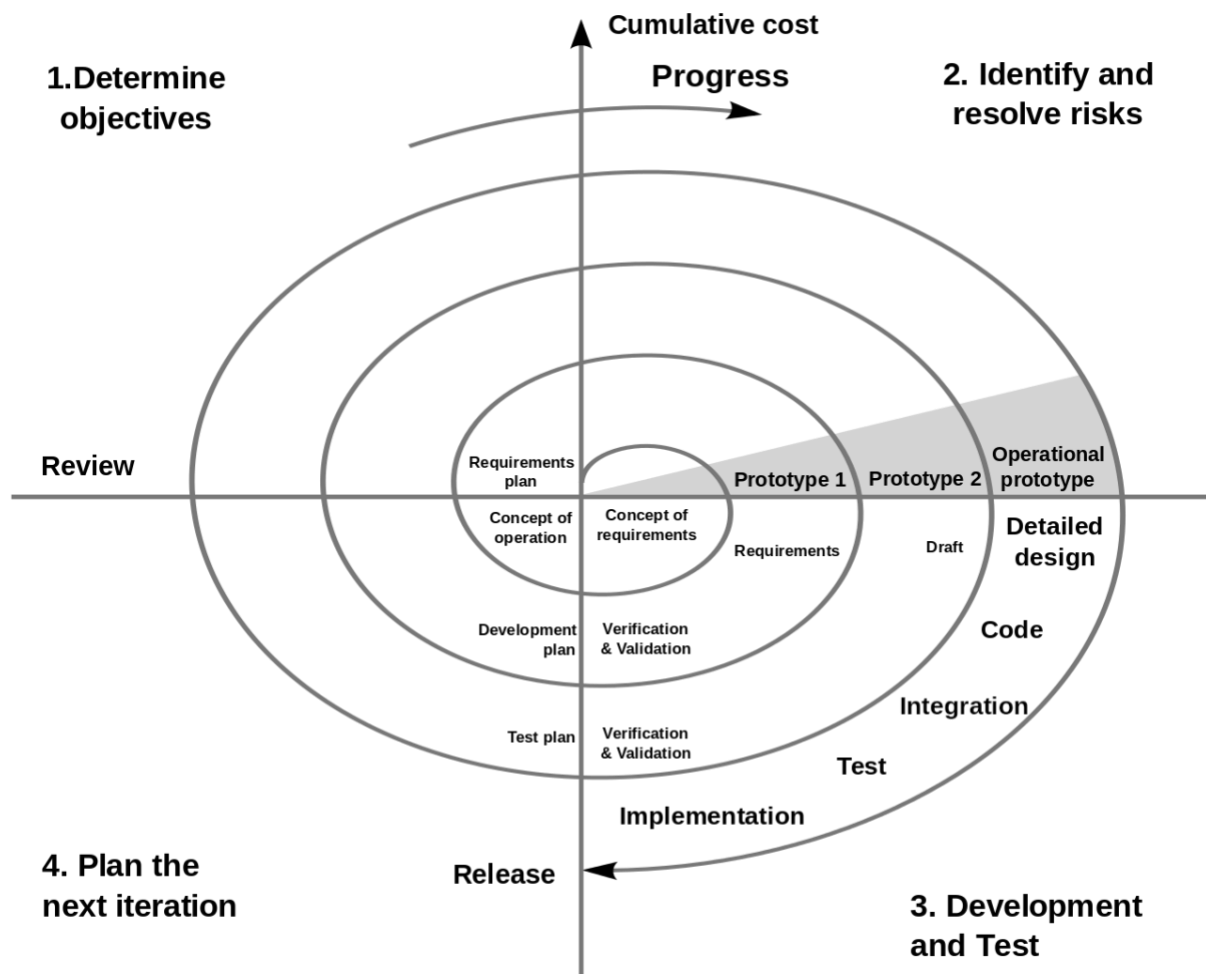 Cumulative cost
Progress
1.Determine
objectives
2. Identify and
resolve risks
Review
Requirements
plan
Prototype 1
Prototype 2
Operational
prototype
Concept of
operation
Concept of
requirements
Requirements
Draft
Detailed
design
Development
plan
Verification
& Validation
Code
Integration
Test plan
Verification
& Validation
Test
Implementation
Release
4. Plan the
next iteration
3. Development
and Test